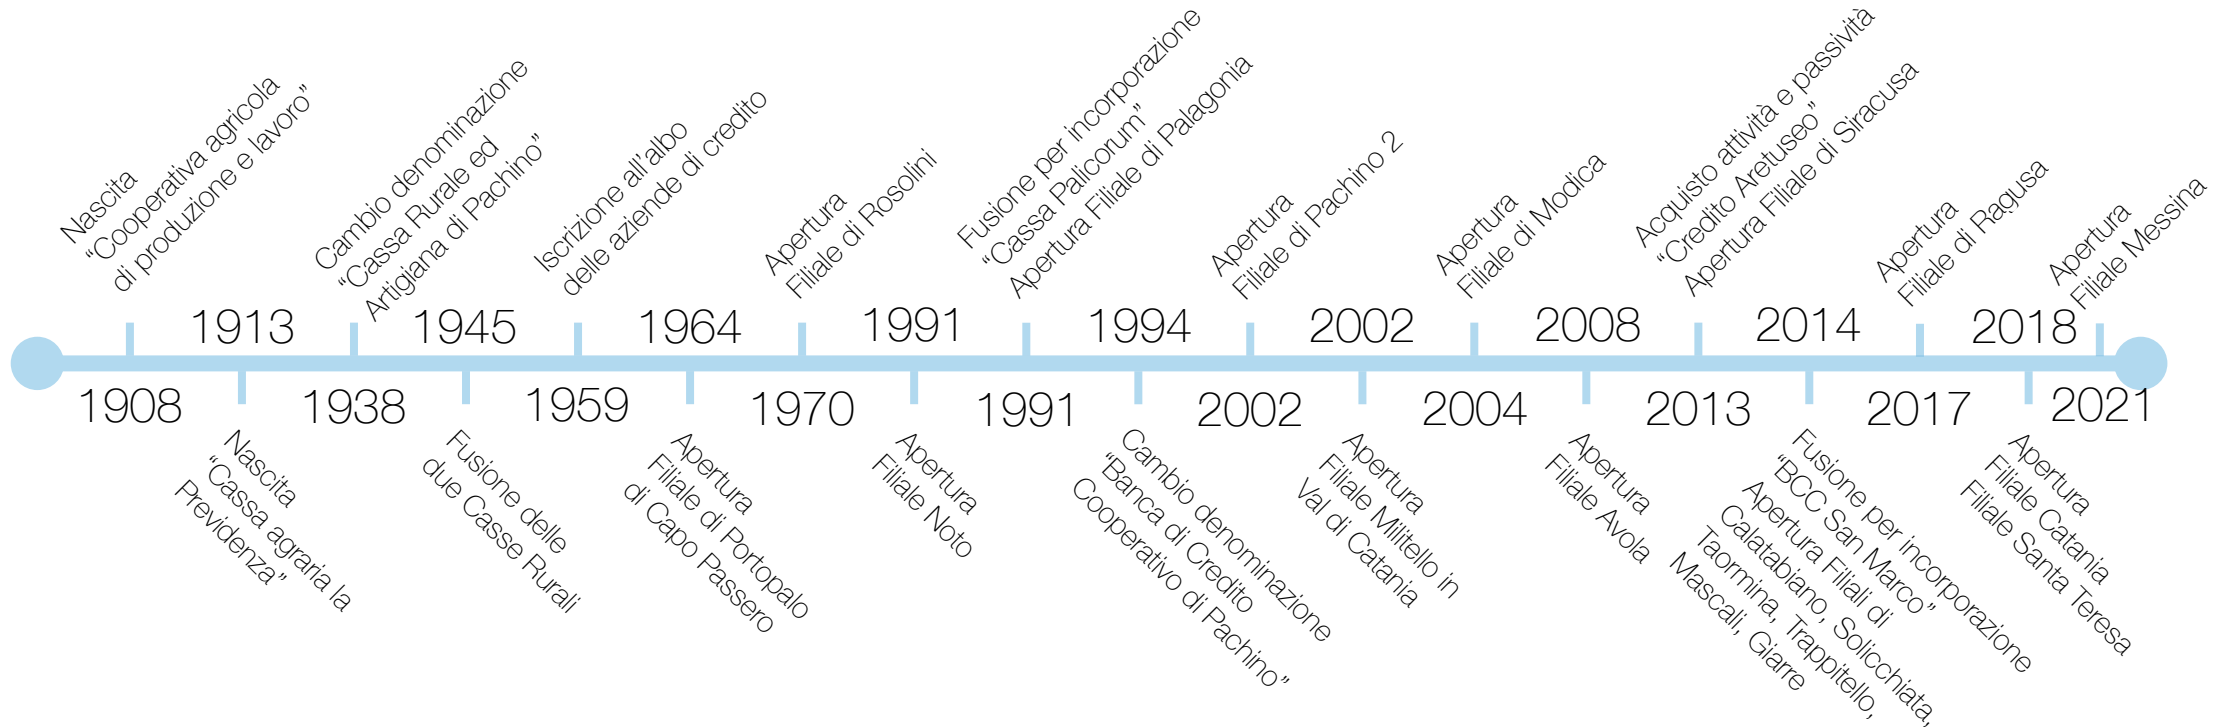 1908
Nascita
“Cooperativa agricola
di produzione e lavoro”
1913
Nascita
“Cassa agraria la
Previdenza”
1938
Cambio denominazione
“Cassa Rurale ed
Artigiana di Pachino”
1945
Fusione delle
due Casse Rurali
1959
Iscrizione all’albo
delle aziende di credito
1964
Apertura
Filiale di Portopalo
di Capo Passero
1970
Apertura
Filiale di Rosolini
1991
Apertura
Filiale Noto
1991
Fusione per incorporazione
“Cassa Palicorum”
Apertura Filiale di Palagonia
1994
Cambio denominazione
“Banca di Credito
Cooperativo di Pachino”
2002
Apertura
Filiale di Pachino 2
2002
Apertura
Filiale Militello in
Val di Catania
2004
Apertura
Filiale di Modica
2008
Apertura
Filiale Avola
2013
Acquisto attività e passività
“Credito Aretuseo”
Apertura Filiale di Siracusa
2014
Fusione per incorporazione
“BCC San Marco”
Apertura Filiali di
Calatabiano, Solicchiata,
Taormina, Trappitello,
Mascali, Giarre
2017
Apertura
Filiale di Ragusa
2018
Apertura
Filiale Catania
Filiale Santa Teresa
2021
Apertura
Filiale Messina